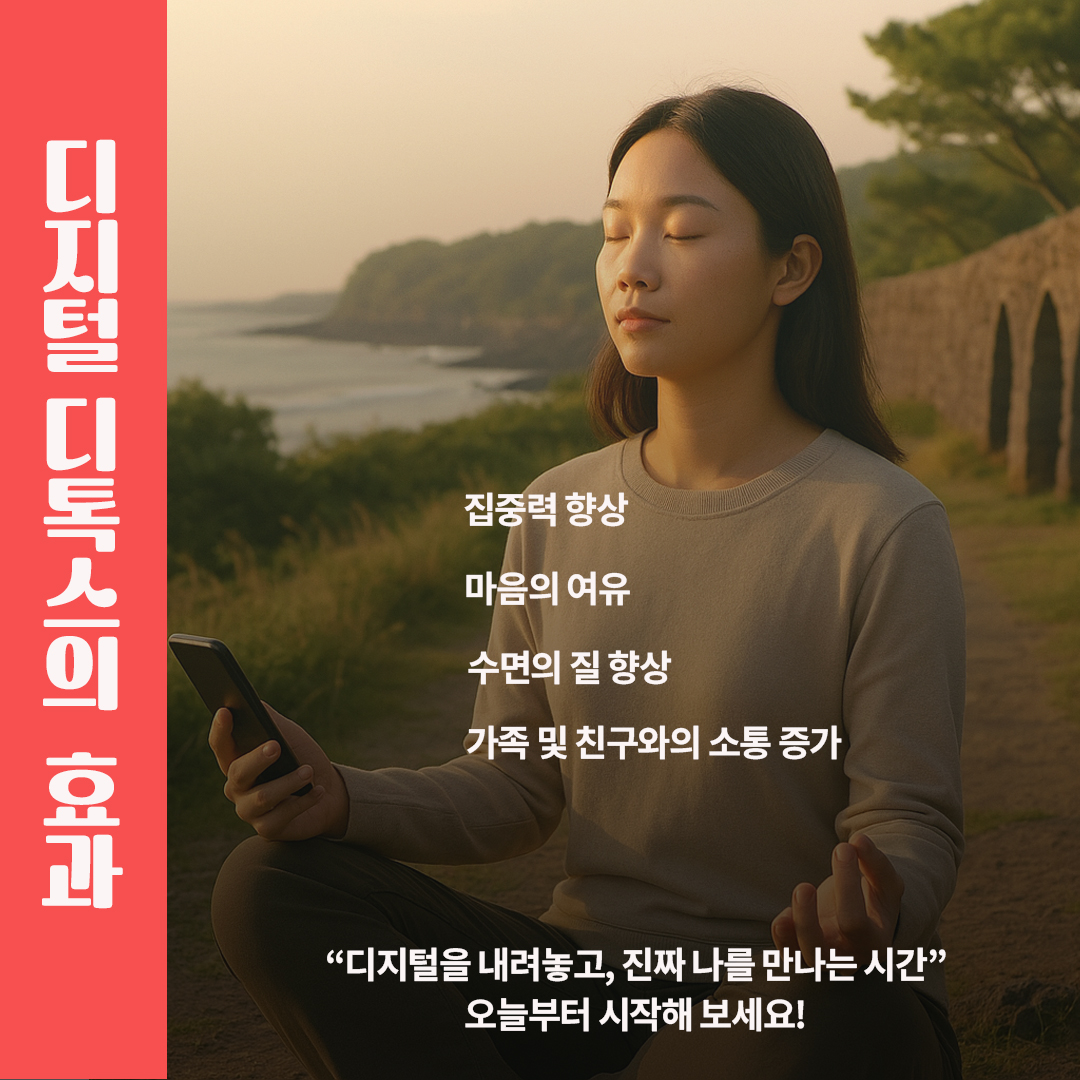 디지털 디톡스의 효과
집중력 향상
마음의 여유
수면의 질 향상
가족 및 친구와의 소통 증가
“디지털을 내려놓고, 진짜 나를 만나는 시간”
오늘부터 시작해 보세요!